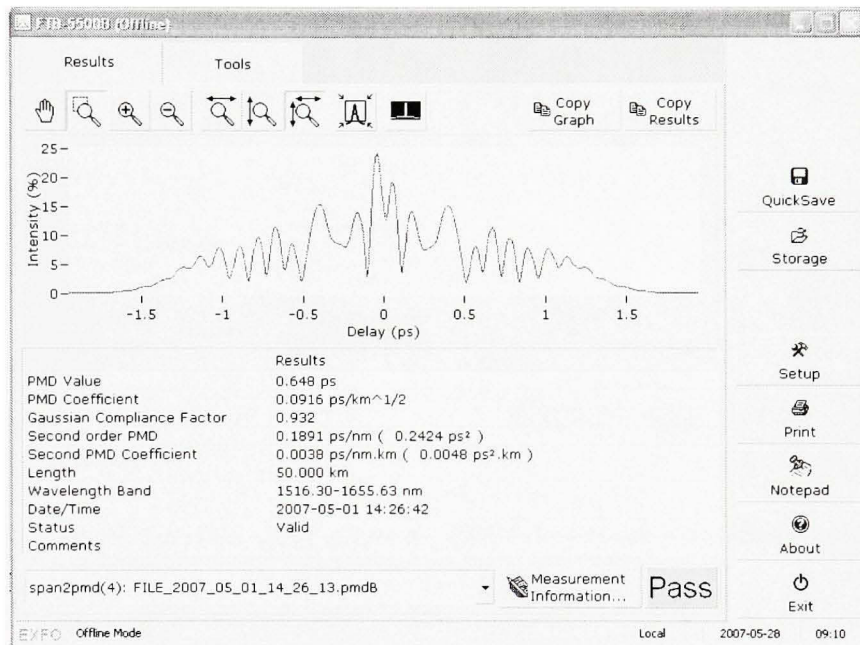 FTB-5500B (Offline)
Results
Tools
Copy Graph
Copy Results
25
20
15
10
5
0
Intensity (%)
-1.5
-1
-0.5
0
0.5
1
1.5
Delay (ps)
Results
PMD Value 0.648 ps
PMD Coefficient 0.0916 ps/km^1/2
Gaussian Compliance Factor 0.932
Second order PMD 0.1891 ps/nm ( 0.2424 ps² )
Second PMD Coefficient 0.0038 ps/nm.km ( 0.0048 ps².km )
Length 50.000 km
Wavelength Band 1516.30-1655.63 nm
Date/Time 2007-05-01 14:26:42
Status Valid
Comments
span2pmd(4): FILE_2007_05_01_14_26_13.pmdB
Measurement Information...
Pass
QuickSave
Storage
Setup
Print
Notepad
About
Exit
EXFO Offline Mode
Local 2007-05-28 09:10